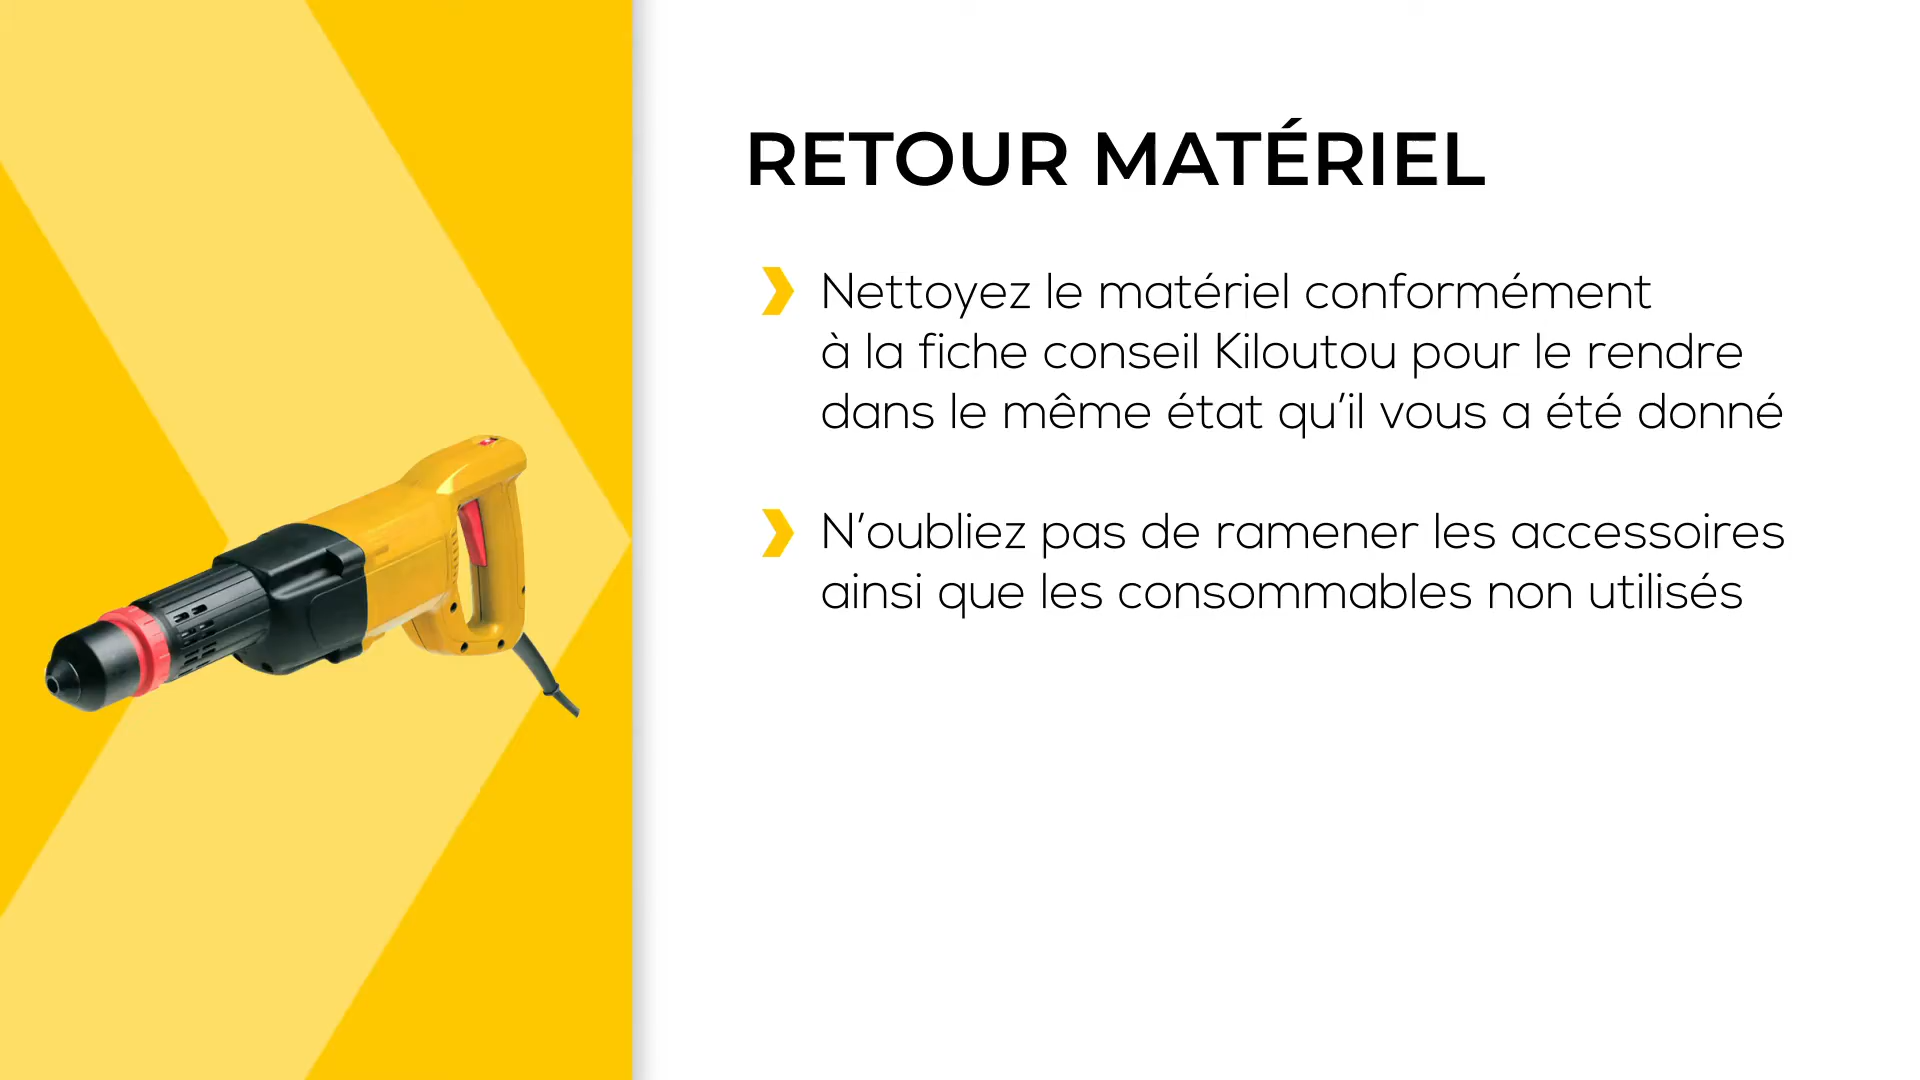 RETOUR MATÉRIEL
Nettoyez le matériel conformément
à la fiche conseil Kiloutou pour le rendre
dans le même état qu’il vous a été donné
N’oubliez pas de ramener les accessoires
ainsi que les consommables non utilisés